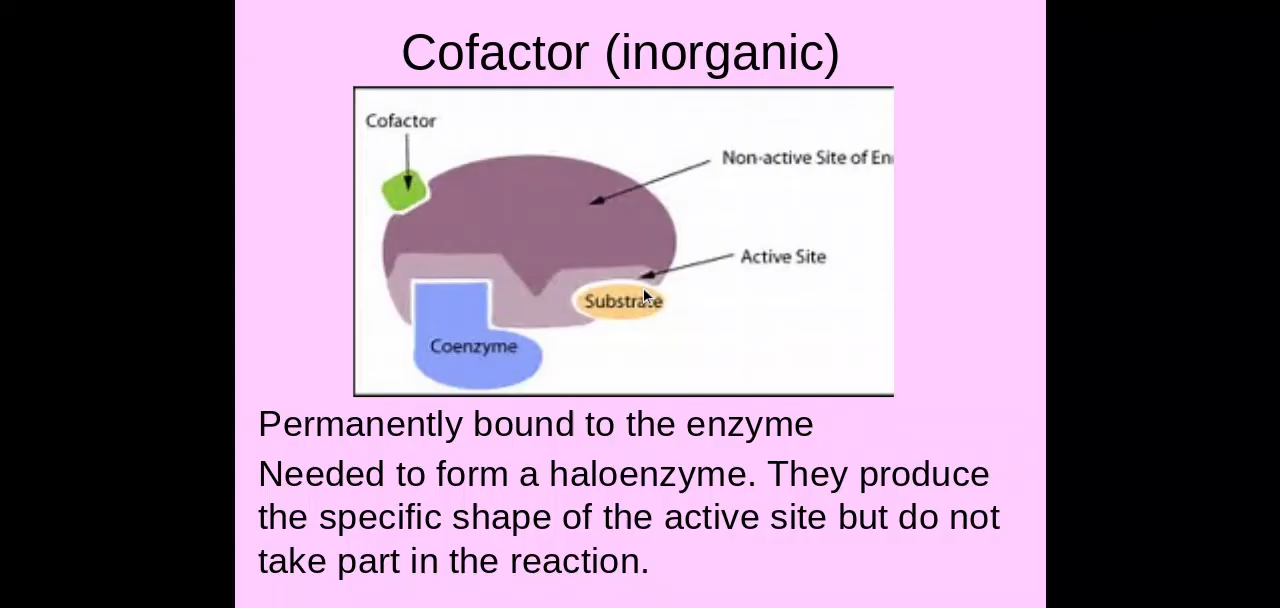 Cofactor (inorganic)
Cofactor
Non-active Site of En
Active Site
Substrate
Coenzyme
Permanently bound to the enzyme
Needed to form a haloenzyme. They produce
the specific shape of the active site but do not
take part in the reaction.